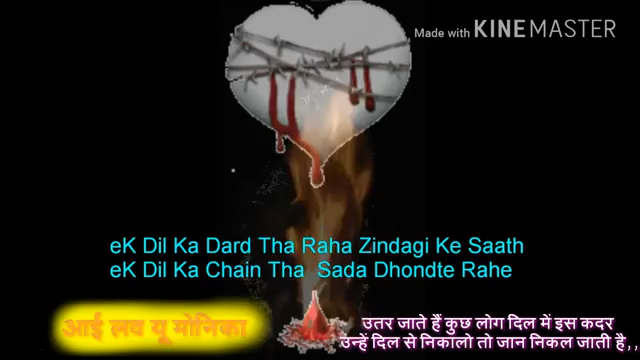 Made with KINEMASTER
eK Dil Ka Dard Tha Raha Zindagi Ke Saath
eK Dil Ka Chain Tha Sada Dhondte Rahe
आई लव यू मोनिका
उतर जाते हैं कुछ लोग दिल में इस कदर
उन्हें दिल से निकालो तो जान निकल जाती है,,